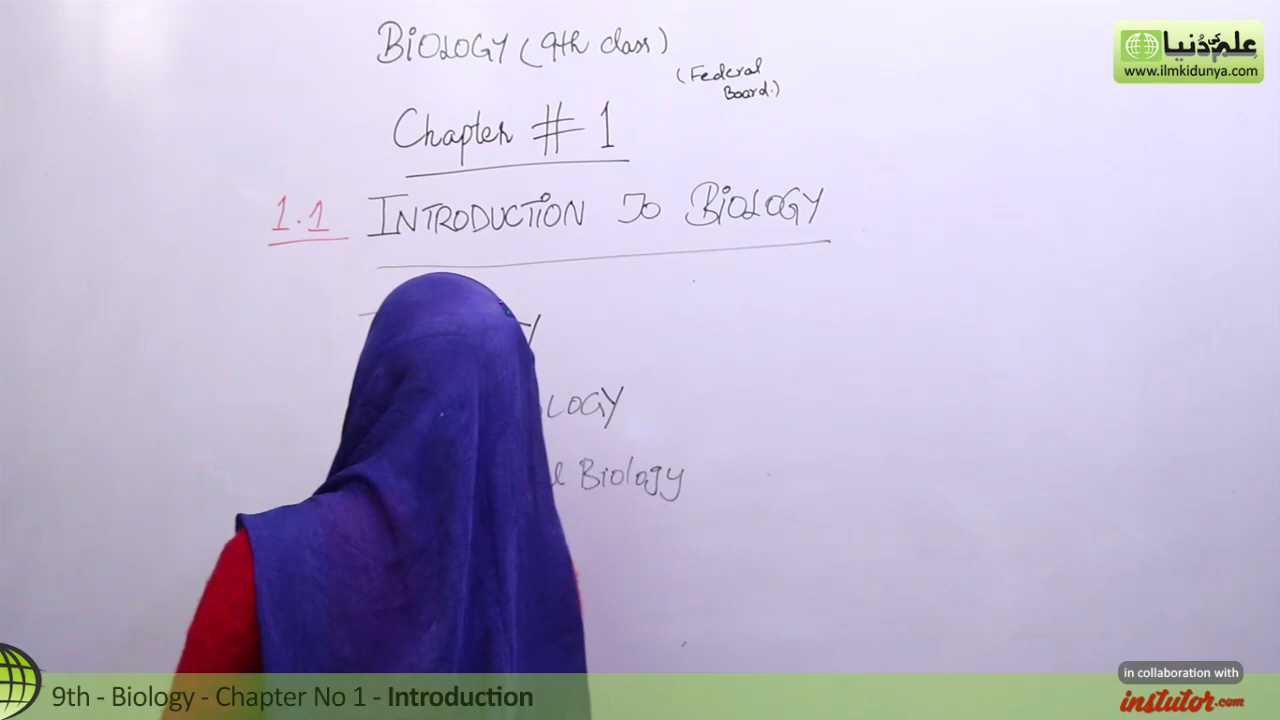 BIOLOGY (9th class)
(Federal
Board.)
Chapter # 1
1.1 INTRODUCTION TO BIOLOGY
Biology
علم کی دنیا
www.ilmkidunya.com
9th - Biology - Chapter No 1 - Introduction
in collaboration with
instutor.com